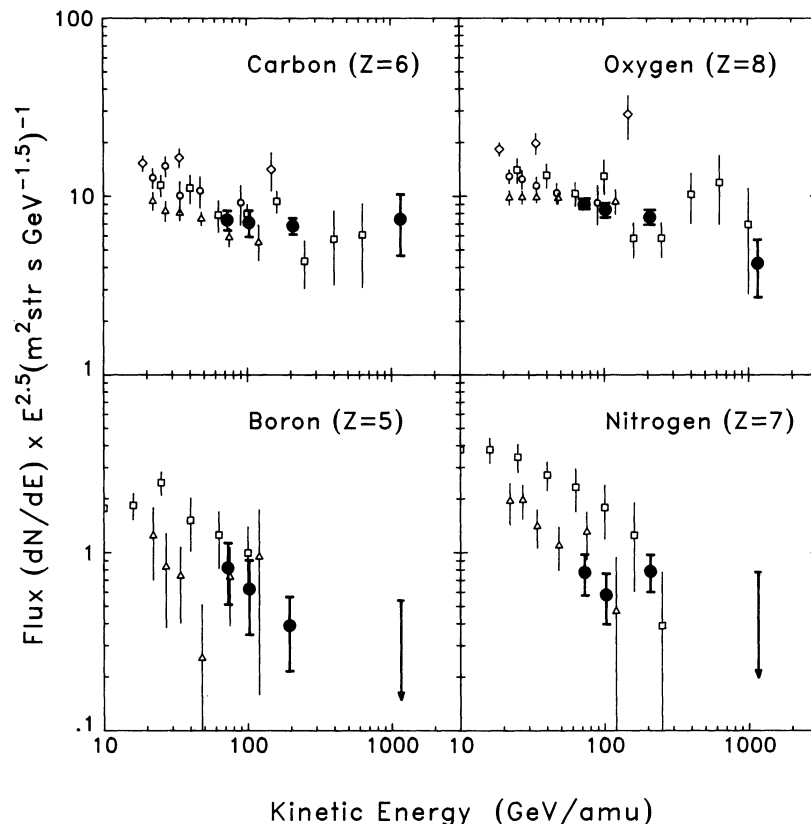 100
10
1
1
.1
Carbon (Z=6)
Oxygen (Z=8)
Boron (Z=5)
Nitrogen (Z=7)
10
100
1000
10
100
1000
Flux (dN/dE) x E^2.5 (m^2 str s GeV^-1.5)^-1
Kinetic Energy (GeV/amu)